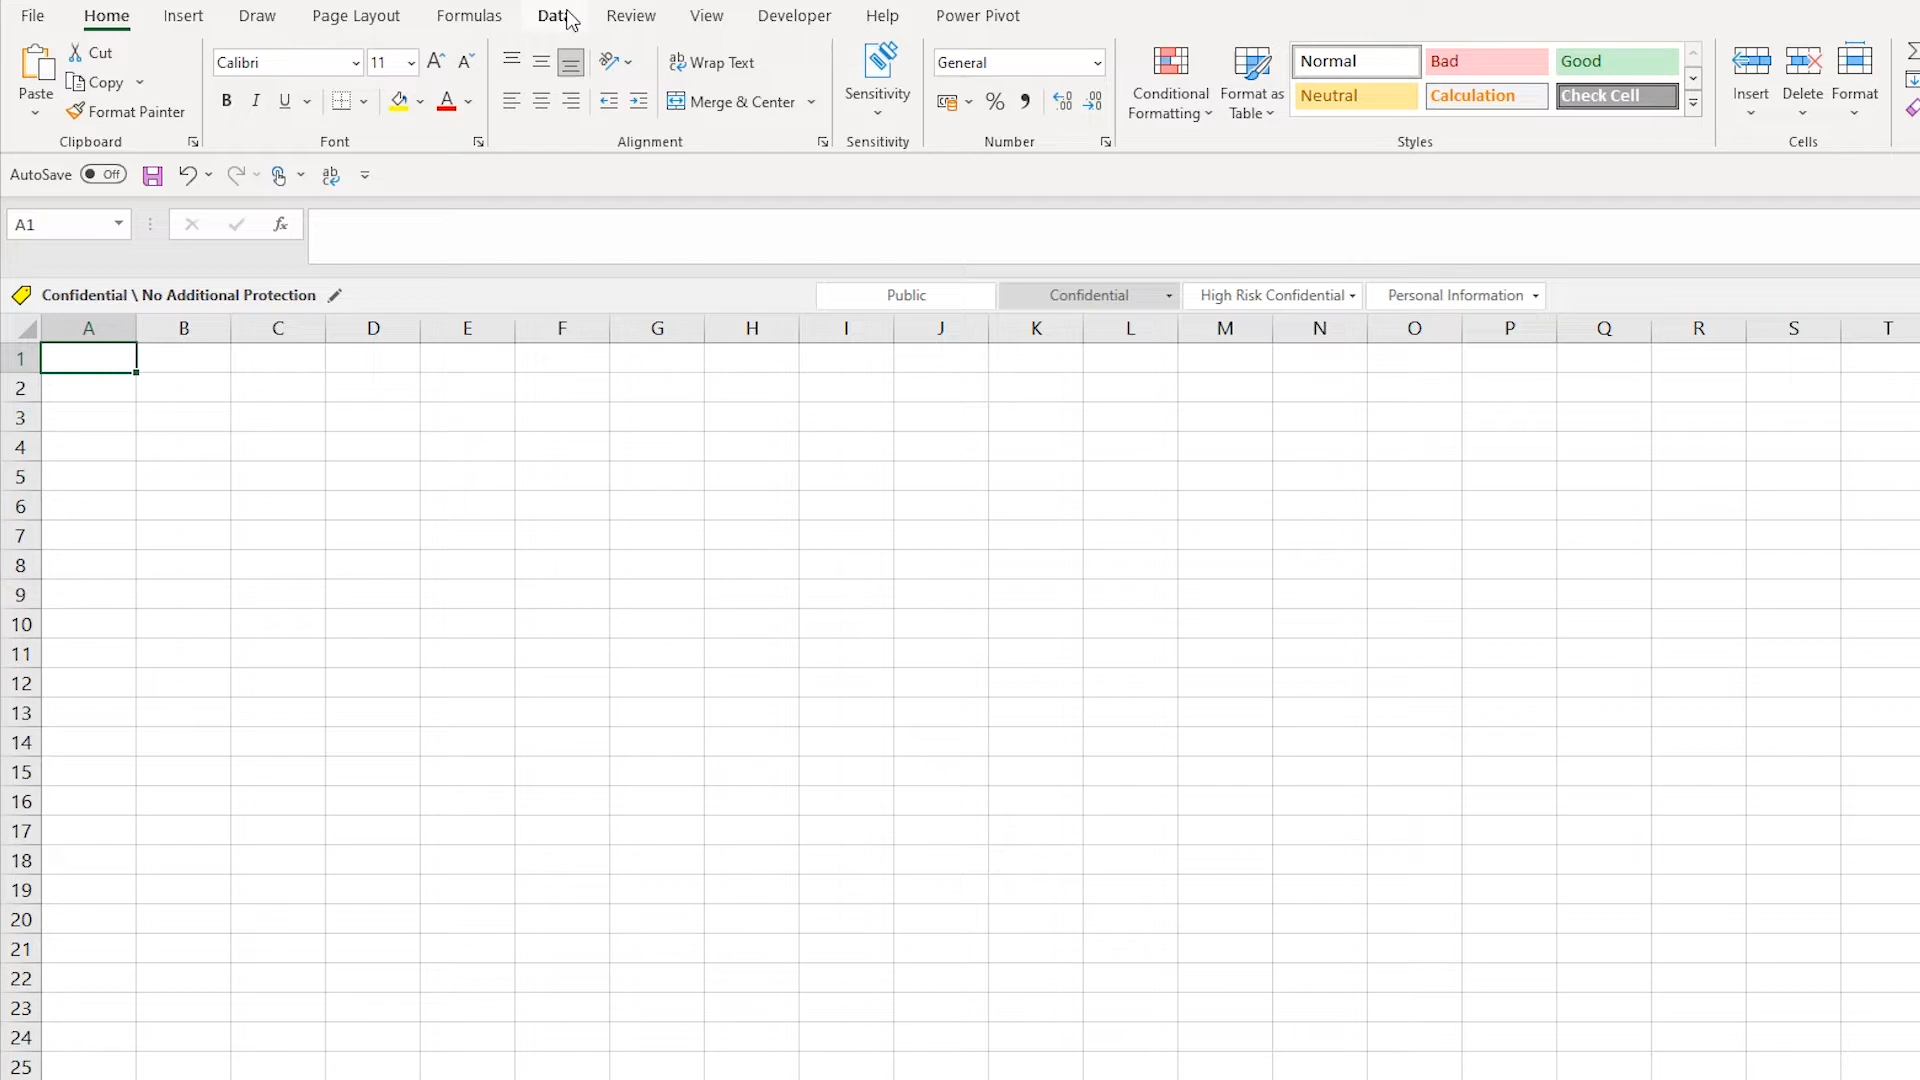 File Home Insert Draw Page Layout Formulas Data Review View Developer Help Power Pivot
Paste
Cut
Copy
Format Painter
Clipboard
Calibri 11
B I U
Font
Wrap Text
Merge & Center
Alignment
Sensitivity
Sensitivity
General
Number
Conditional Formatting
Format as Table
Normal Bad Good
Neutral Calculation Check Cell
Styles
Insert Delete Format
Cells
AutoSave Off
A1
fx
Confidential \ No Additional Protection
Public Confidential High Risk Confidential Personal Information
A B C D E F G H I J K L M N O P Q R S T
1
2
3
4
5
6
7
8
9
10
11
12
13
14
15
16
17
18
19
20
21
22
23
24
25